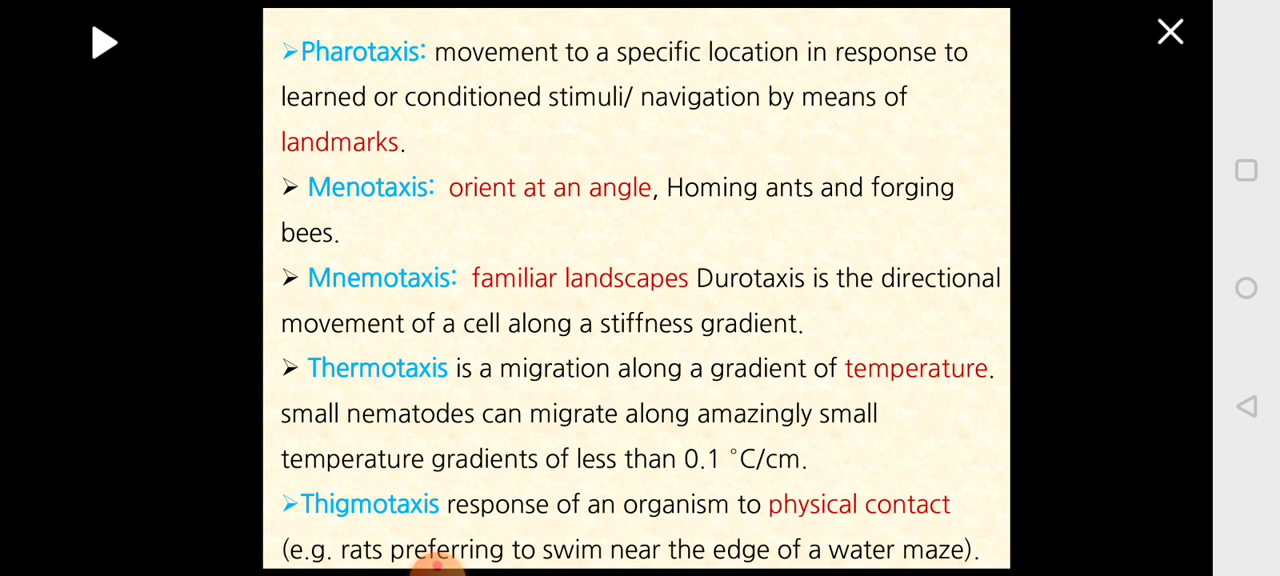 ➢Pharotaxis: movement to a specific location in response to
learned or conditioned stimuli/ navigation by means of
landmarks.
➢ Menotaxis: orient at an angle, Homing ants and forging
bees.
➢ Mnemotaxis: familiar landscapes Durotaxis is the directional
movement of a cell along a stiffness gradient.
➢ Thermotaxis is a migration along a gradient of temperature.
small nematodes can migrate along amazingly small
temperature gradients of less than 0.1 °C/cm.
➢Thigmotaxis response of an organism to physical contact
(e.g. rats preferring to swim near the edge of a water maze).